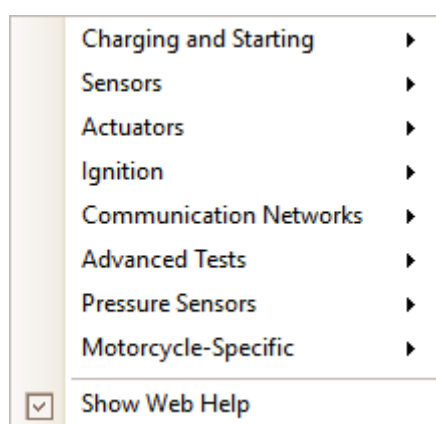 Charging and Starting
Sensors
Actuators
Ignition
Communication Networks
Advanced Tests
Pressure Sensors
Motorcycle-Specific
Show Web Help